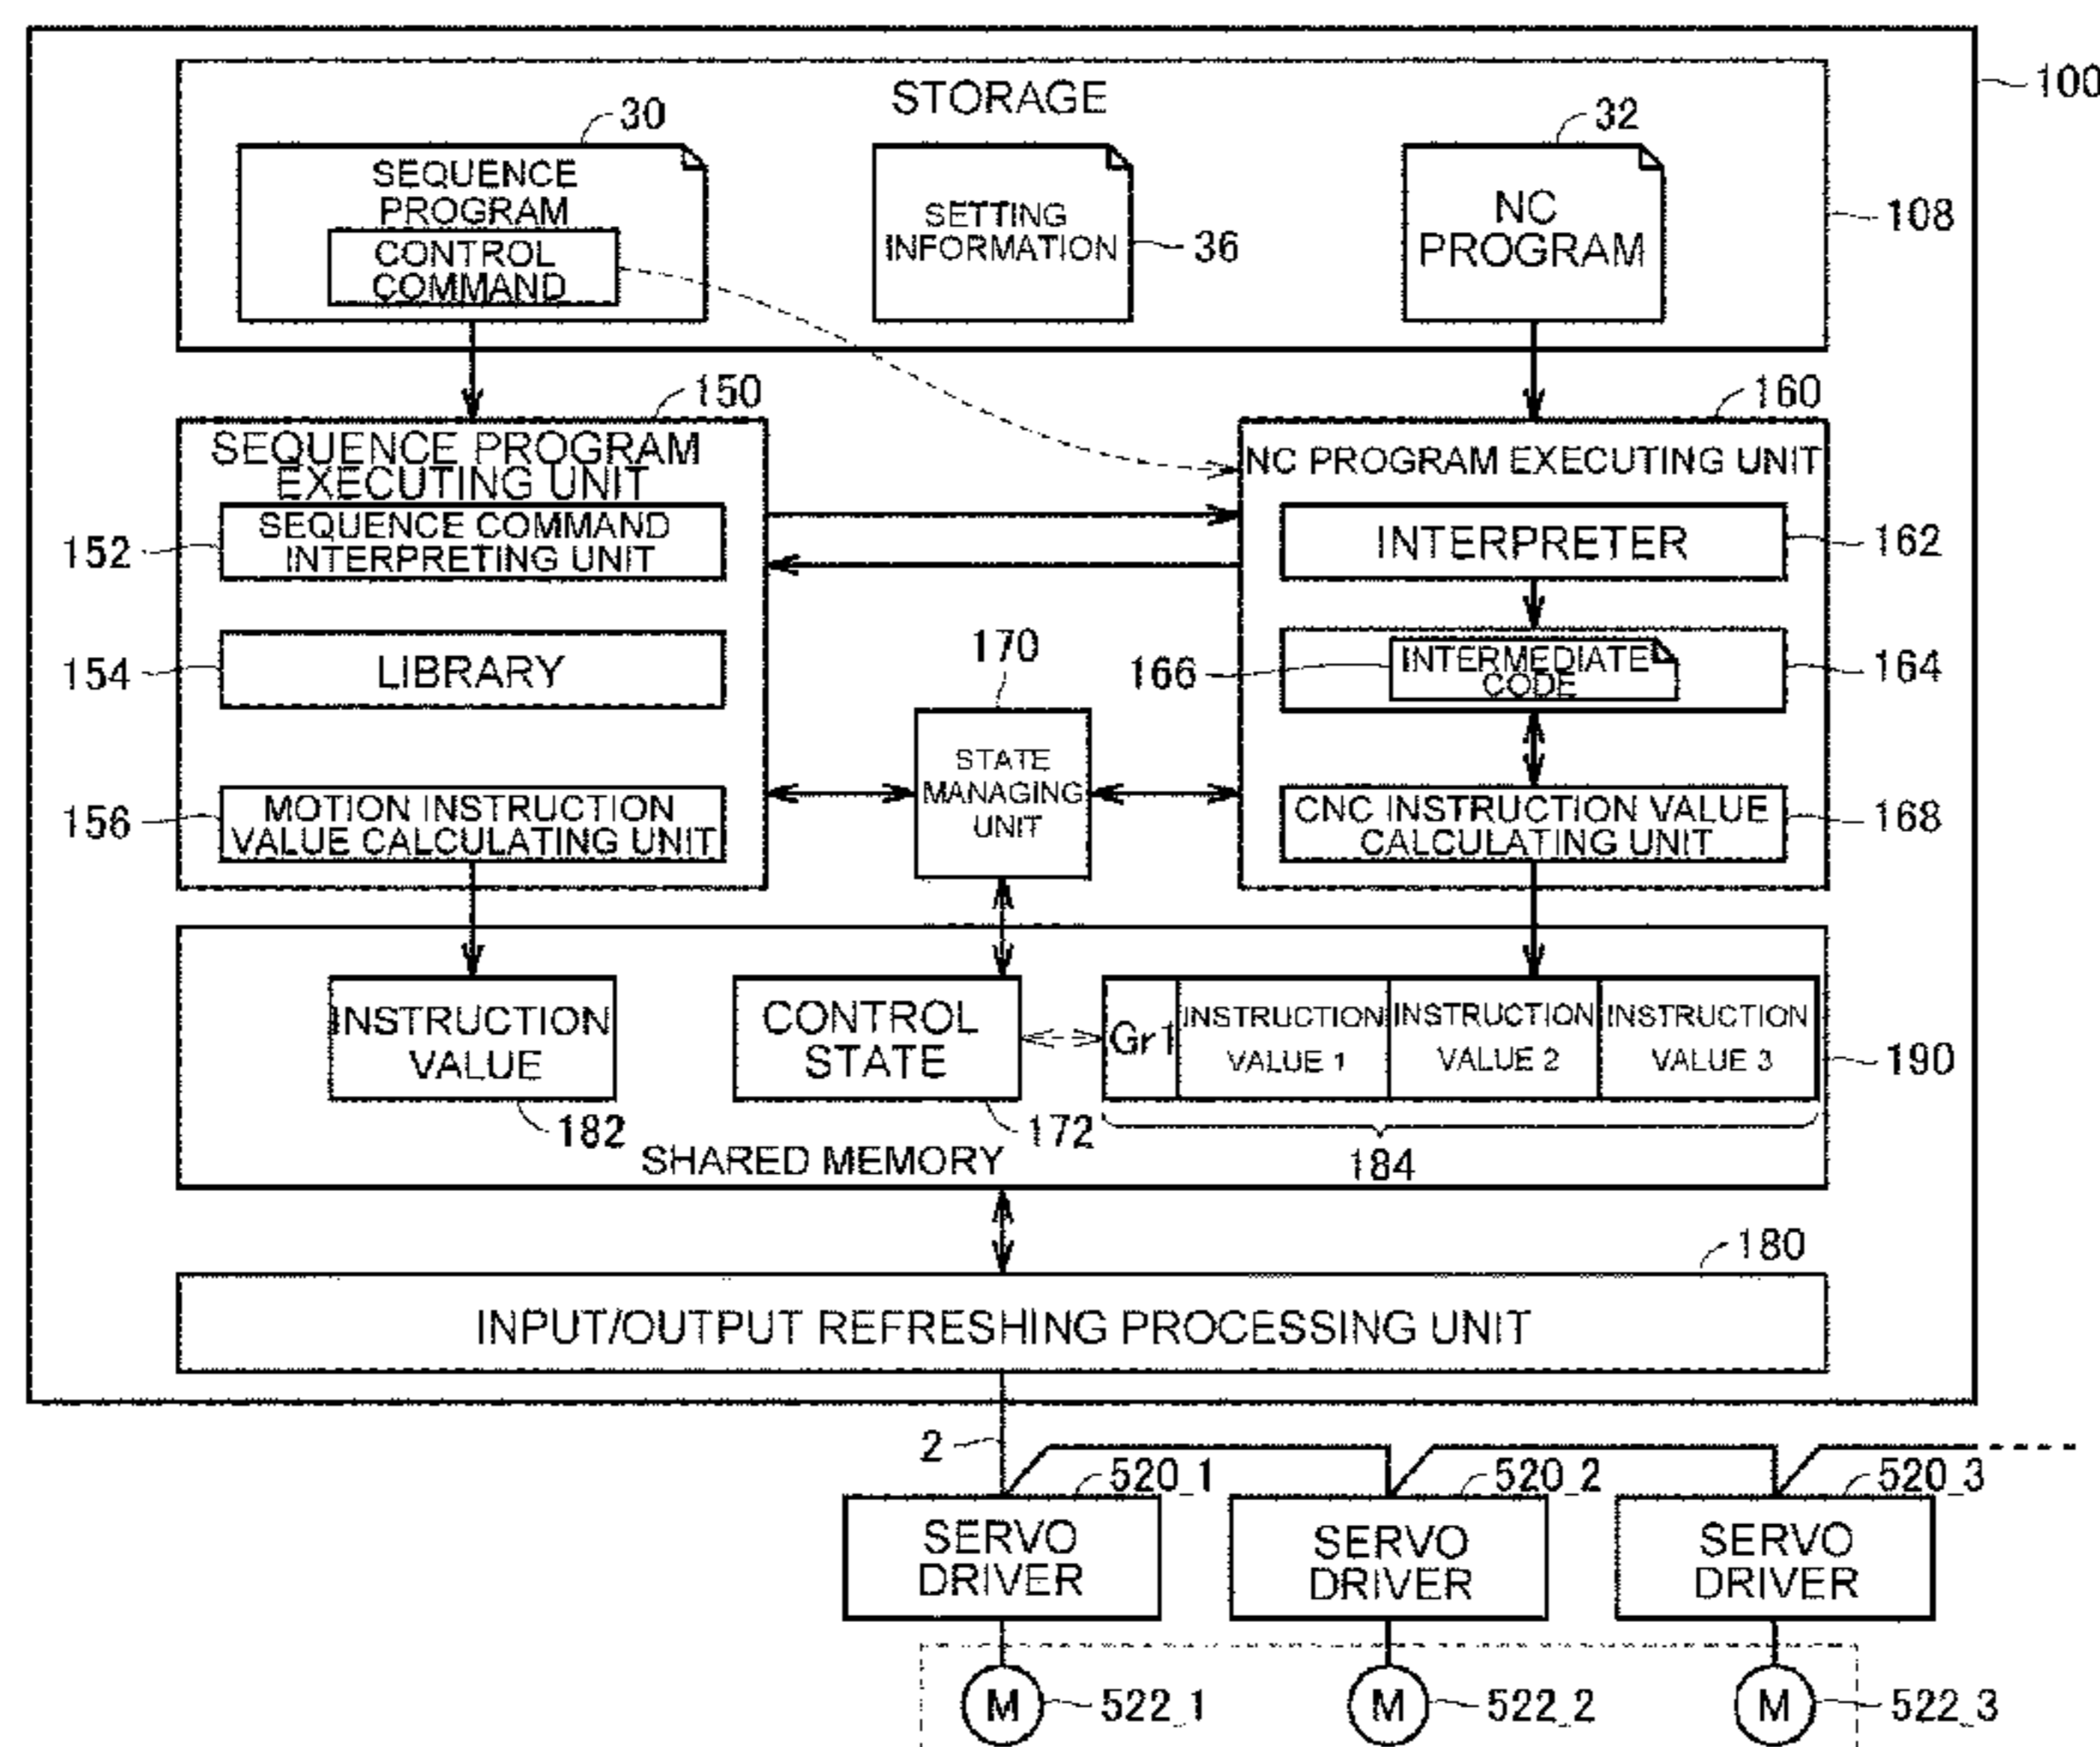 100
STORAGE
30
32
SEQUENCE
PROGRAM
CONTROL
COMMAND
SETTING
INFORMATION
36
NC
PROGRAM
108
150
160
SEQUENCE PROGRAM
EXECUTING UNIT
NC PROGRAM EXECUTING UNIT
152
SEQUENCE COMMAND
INTERPRETING UNIT
INTERPRETER
162
154
LIBRARY
170
166
INTERMEDIATE
CODE
164
STATE
MANAGING
UNIT
156
MOTION INSTRUCTION
VALUE CALCULATING UNIT
CNC INSTRUCTION VALUE
CALCULATING UNIT
168
INSTRUCTION
VALUE
CONTROL
STATE
Gr1
INSTRUCTION
VALUE 1
INSTRUCTION
VALUE 2
INSTRUCTION
VALUE 3
190
182
172
184
SHARED MEMORY
180
INPUT/OUTPUT REFRESHING PROCESSING UNIT
2
520_1
520_2
520_3
SERVO
DRIVER
SERVO
DRIVER
SERVO
DRIVER
M
522_1
M
522_2
M
522_3